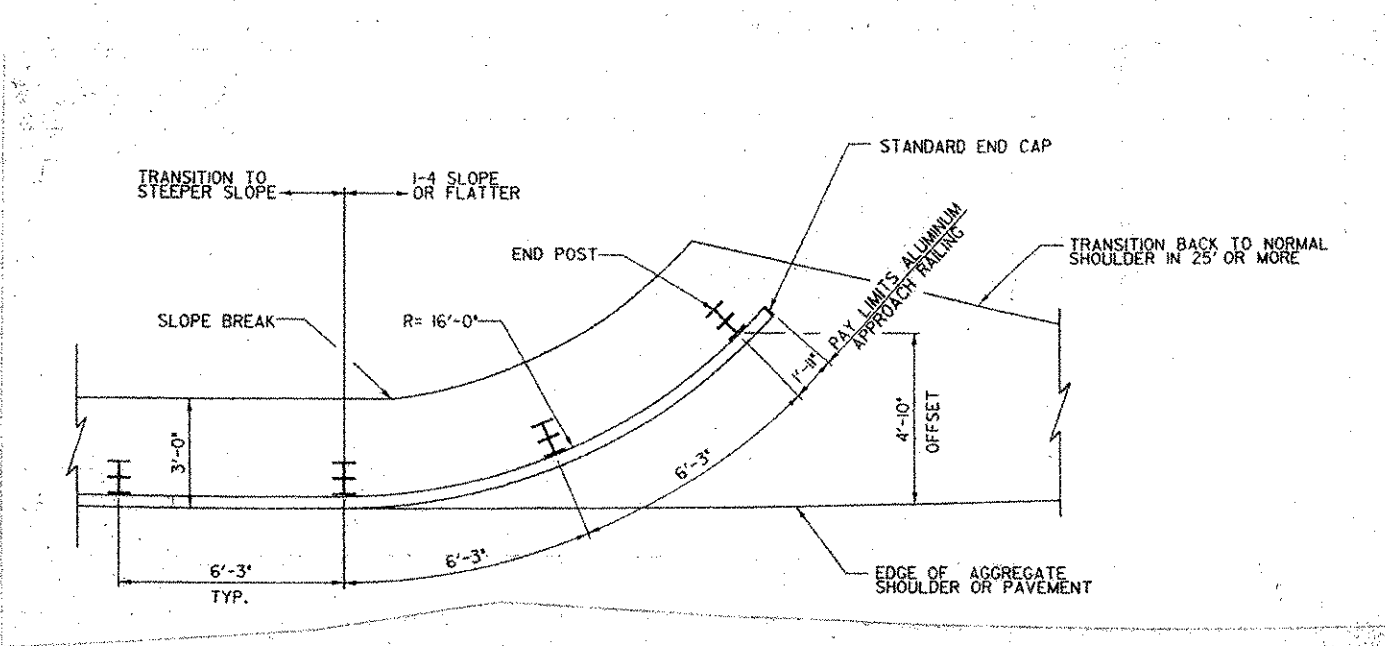 STANDARD END CAP
TRANSITION TO
STEEPER SLOPE
1-4 SLOPE
OR FLATTER
PAY LIMITS ALUMINUM
APPROACH RAILING
END POST
TRANSITION BACK TO NORMAL
SHOULDER IN 25' OR MORE
SLOPE BREAK
R= 16'-0"
1'-11"
3'-0"
4'-10"
OFFSET
6'-3"
6'-3"
6'-3"
TYP.
EDGE OF AGGREGATE
SHOULDER OR PAVEMENT